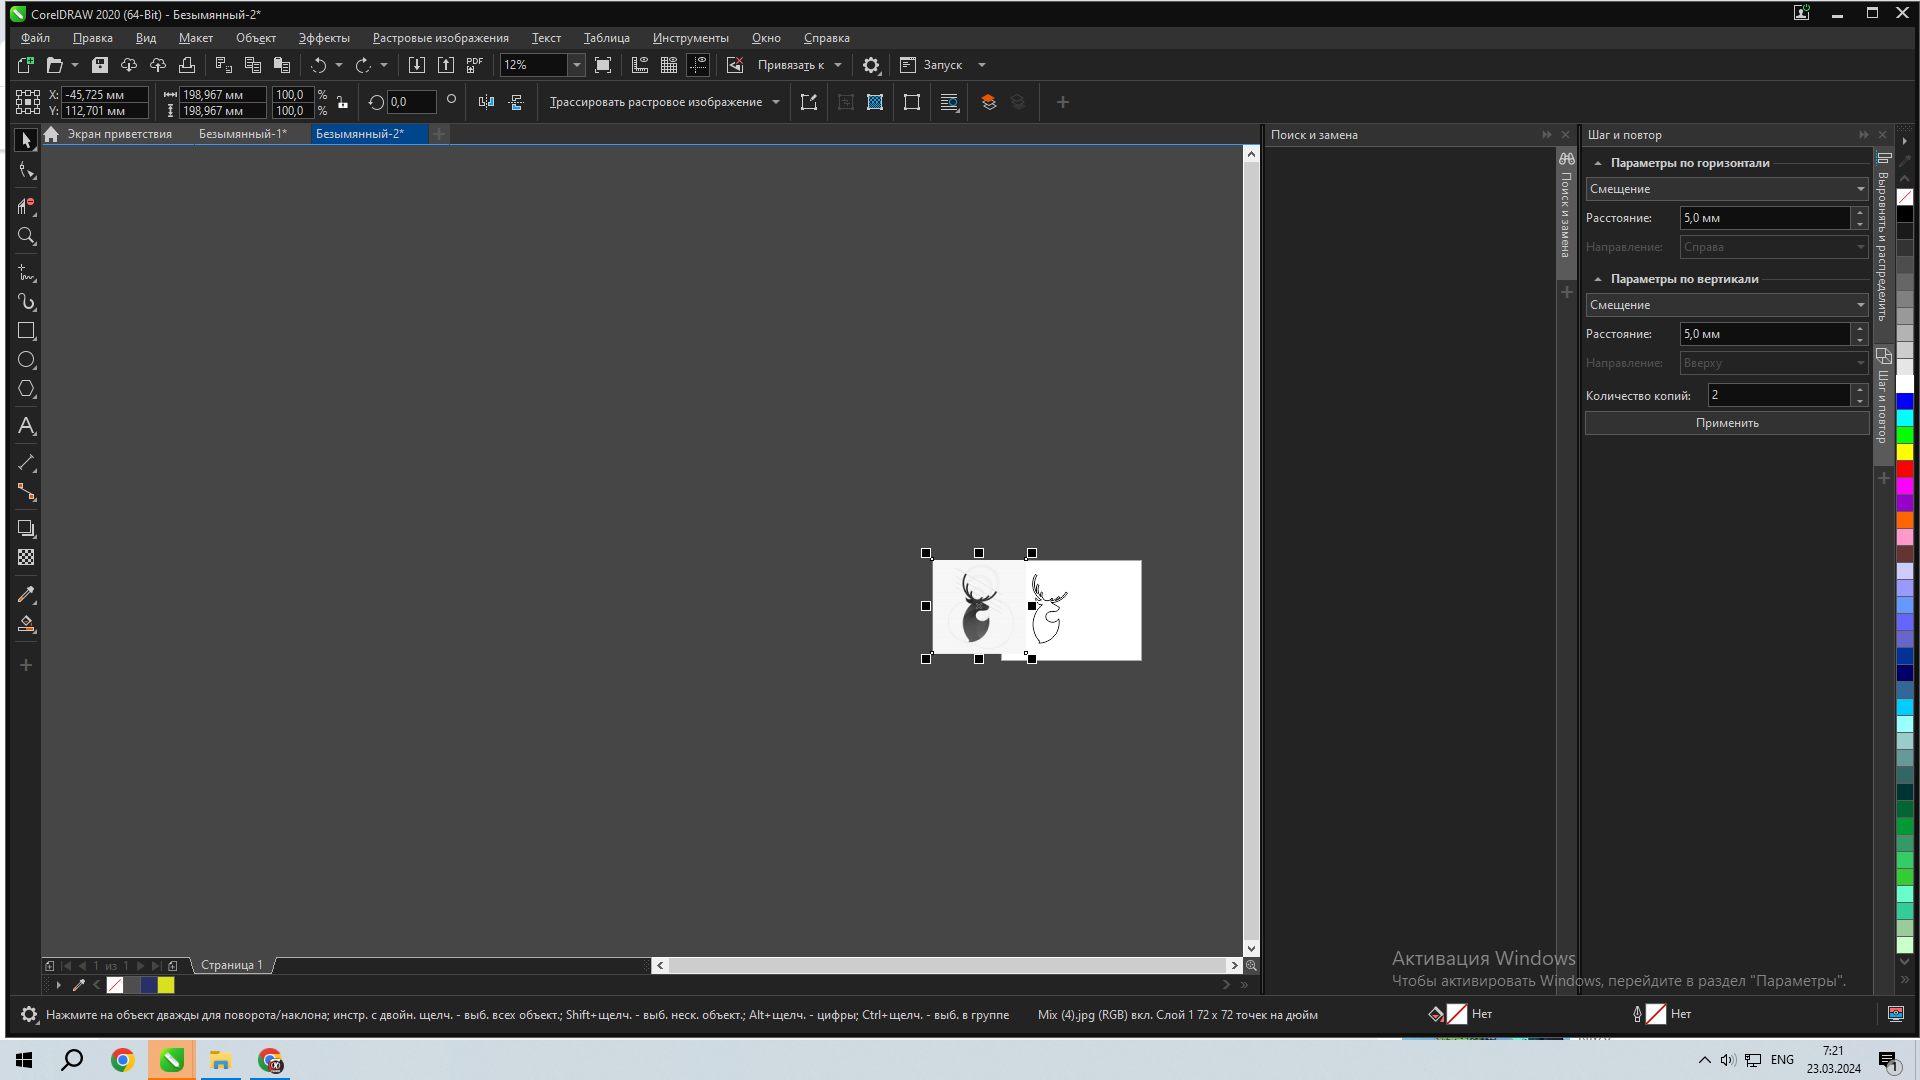 CorelDRAW 2020 (64-Bit) - Безымянный-2*
Файл Правка Вид Макет Объект Эффекты Растровые изображения Текст Таблица Инструменты Окно Справка
PDF 12% Привязать к Запуск
X: -45,725 мм 198,967 мм 100,0 % 0,0 Трассировать растровое изображение
Y: 112,701 мм 198,967 мм 100,0 %
Экран приветствия Безымянный-1* Безымянный-2*
Поиск и замена
Поиск и замена
Шаг и повтор
Параметры по горизонтали
Смещение
Расстояние: 5,0 мм
Направление: Справа
Параметры по вертикали
Смещение
Расстояние: 5,0 мм
Направление: Вверху
Количество копий: 2
Применить
Выровнять и распределить
Шаг и повтор
1 из 1 Страница 1
Активация Windows
Чтобы активировать Windows, перейдите в раздел "Параметры".
Нажмите на объект дважды для поворота/наклона; инстр. с двойн. щелч. - выб. всех объект.; Shift+щелч. - выб. неск. объект.; Alt+щелч. - цифры; Ctrl+щелч. - выб. в группе Mix (4).jpg (RGB) вкл. Слой 1 72 x 72 точек на дюйм Нет Нет
ENG 7:21
23.03.2024
1